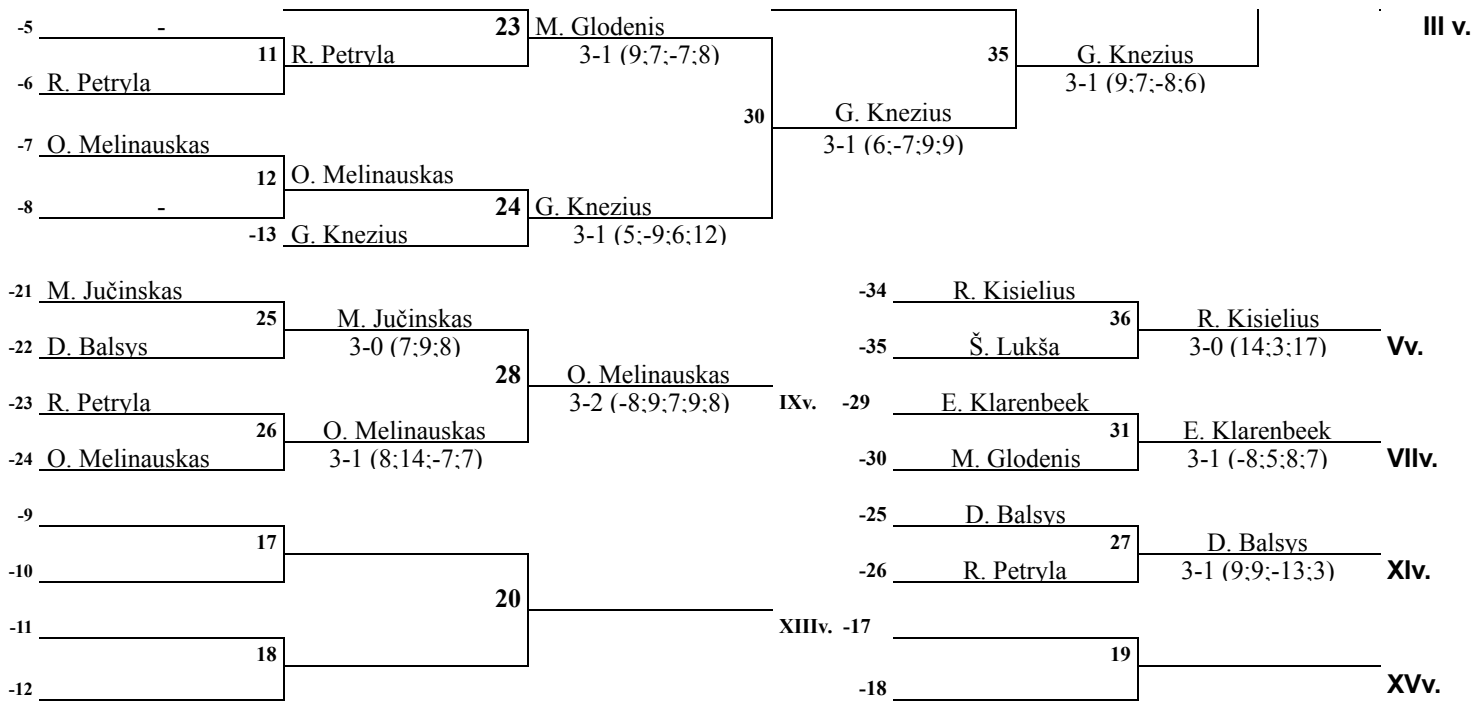 23 M. Glodenis III v.
-5 -
11 R. Petryla 3-1 (9;7;-7;8) 35 G. Knezius
-6 R. Petryla 3-1 (9;7;-8;6)
30 G. Knezius
-7 O. Melinauskas 3-1 (6;-7;9;9)
12 O. Melinauskas
-8 - 24 G. Knezius
-13 G. Knezius 3-1 (5;-9;6;12)
-21 M. Jučinskas -34 R. Kisielius
25 M. Jučinskas 36 R. Kisielius
-22 D. Balsys 3-0 (7;9;8) -35 Š. Lukša 3-0 (14;3;17) Vv.
28 O. Melinauskas
-23 R. Petryla 3-2 (-8;9;7;9;8) IXv. -29 E. Klarenbeek
26 O. Melinauskas 31 E. Klarenbeek
-24 O. Melinauskas 3-1 (8;14;-7;7) -30 M. Glodenis 3-1 (-8;5;8;7) VIIv.
-9 -25 D. Balsys
17 27 D. Balsys
-10 -26 R. Petryla 3-1 (9;9;-13;3) XIv.
20
-11 XIIIv. -17
18 19
-12 -18 XVv.